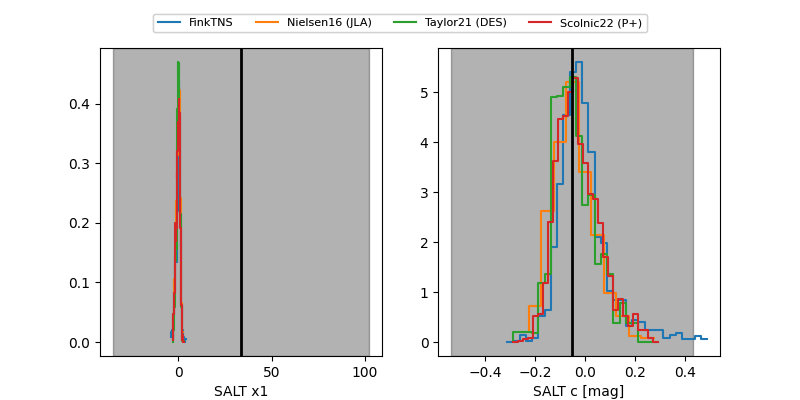 FinkTNS Nielsen16 (JLA) Taylor21 (DES) Scolnic22 (P+)
0.4
0.3
0.2
0.1
0.0
0 50 100
SALT x1
5
4
3
2
1
0
−0.4 −0.2 0.0 0.2 0.4
SALT c [mag]